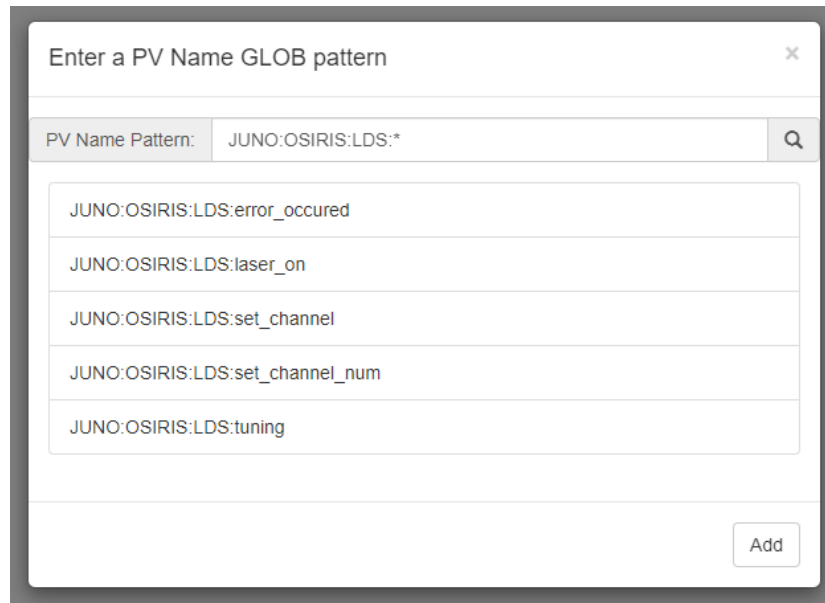 Enter a PV Name GLOB pattern ×
PV Name Pattern: JUNO:OSIRIS:LDS:*
JUNO:OSIRIS:LDS:error_occured
JUNO:OSIRIS:LDS:laser_on
JUNO:OSIRIS:LDS:set_channel
JUNO:OSIRIS:LDS:set_channel_num
JUNO:OSIRIS:LDS:tuning
Add